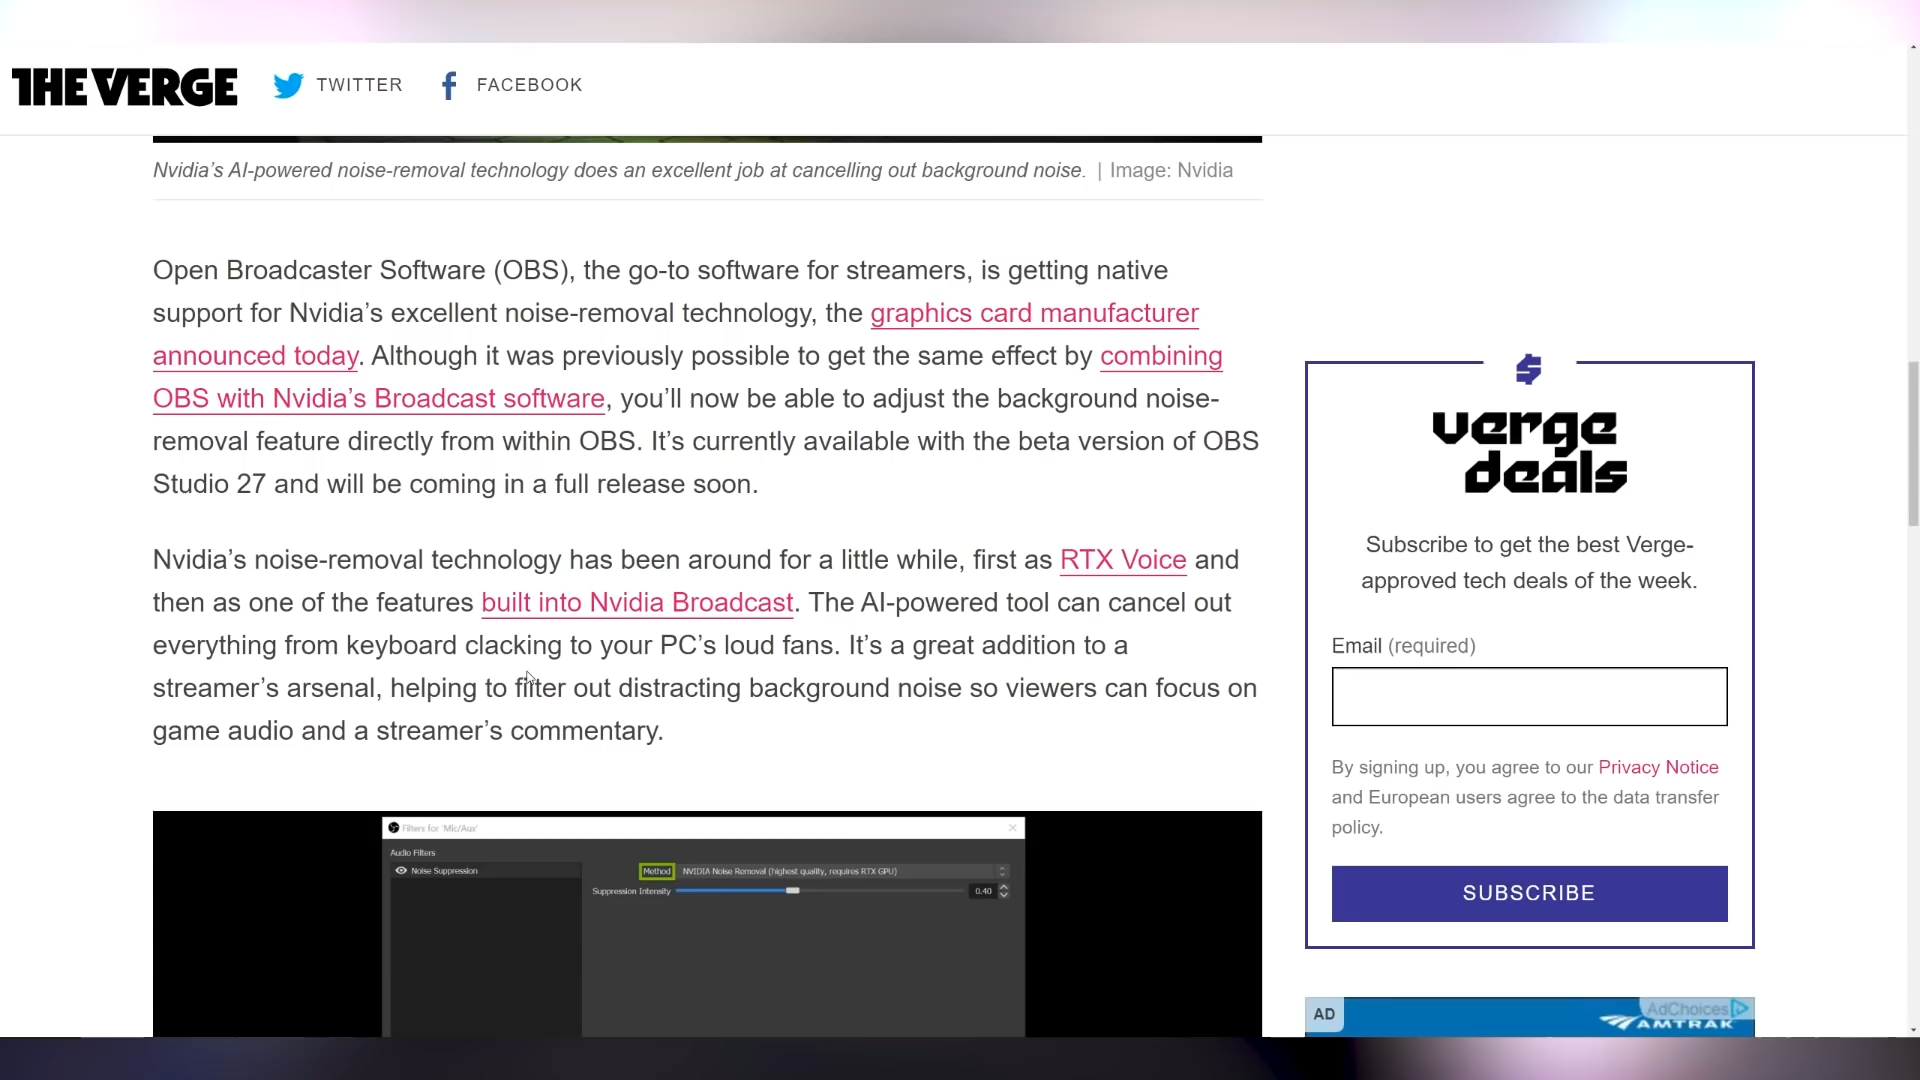 THE VERGE
TWITTER
FACEBOOK
Nvidia’s AI-powered noise-removal technology does an excellent job at cancelling out background noise. | Image: Nvidia
Open Broadcaster Software (OBS), the go-to software for streamers, is getting native
support for Nvidia’s excellent noise-removal technology, the graphics card manufacturer
announced today. Although it was previously possible to get the same effect by combining
OBS with Nvidia’s Broadcast software, you’ll now be able to adjust the background noise-
removal feature directly from within OBS. It’s currently available with the beta version of OBS
Studio 27 and will be coming in a full release soon.
Nvidia’s noise-removal technology has been around for a little while, first as RTX Voice and
then as one of the features built into Nvidia Broadcast. The AI-powered tool can cancel out
everything from keyboard clacking to your PC’s loud fans. It’s a great addition to a
streamer’s arsenal, helping to filter out distracting background noise so viewers can focus on
game audio and a streamer’s commentary.
Filters for 'Mic/Aux'
Audio Filters
Noise Suppression
Method NVIDIA Noise Removal (highest quality, requires RTX GPU)
Suppression Intensity 0.40
verge
deals
Subscribe to get the best Verge-
approved tech deals of the week.
Email (required)
By signing up, you agree to our Privacy Notice
and European users agree to the data transfer
policy.
SUBSCRIBE
AD
AdChoices
AMTRAK